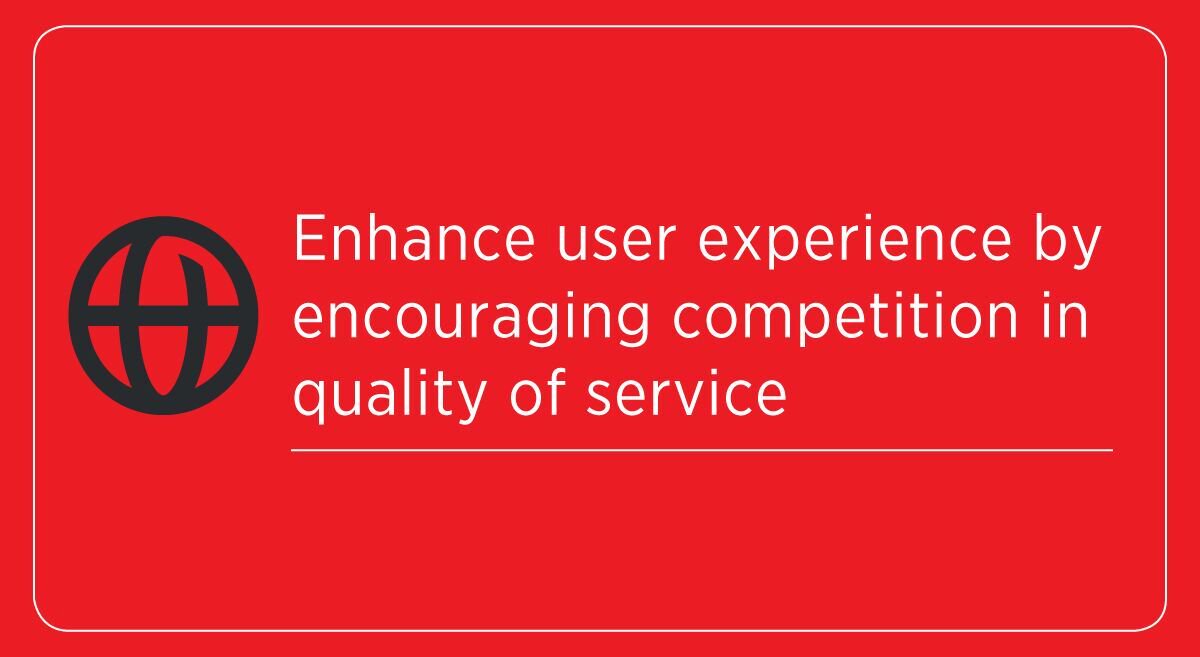 Enhance user experience by
encouraging competition in
quality of service